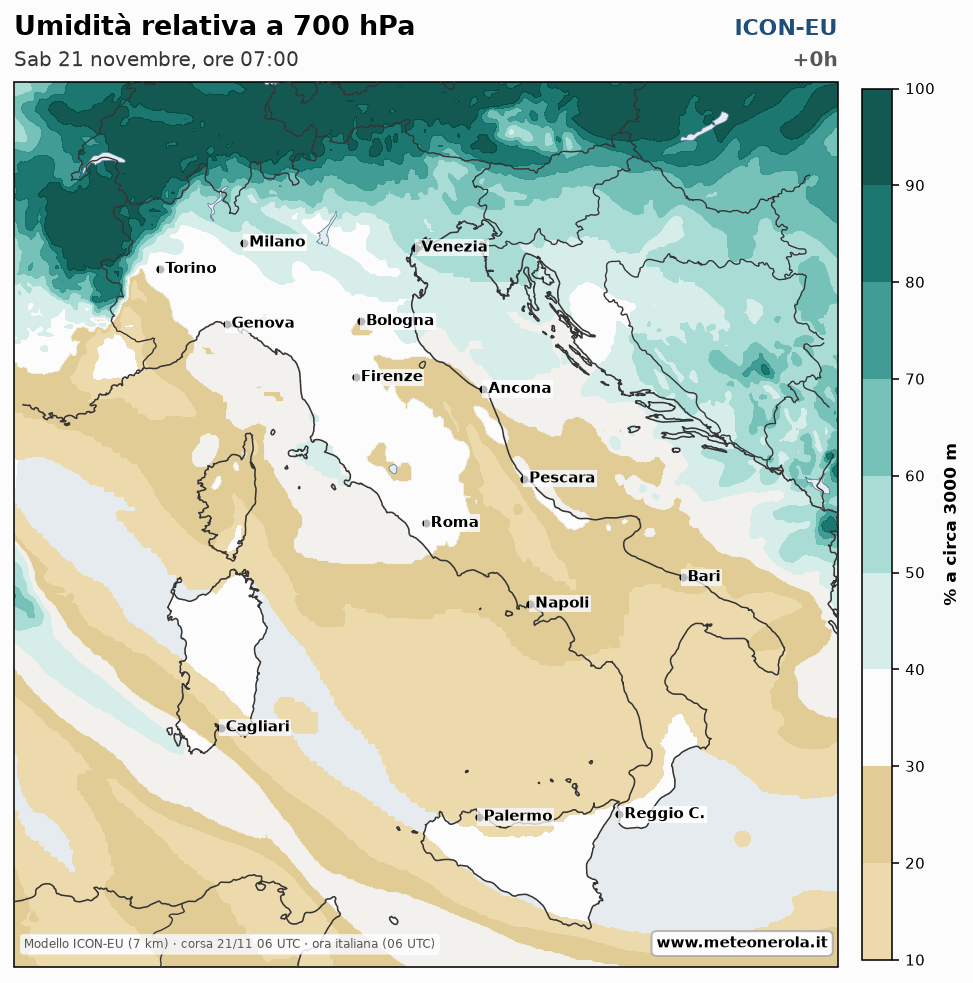 Umidità relativa a 700 hPa
ICON-EU
Sab 21 novembre, ore 07:00
+0h
100
90
80
70
60
50
40
30
20
10
% a circa 3000 m
Milano
Venezia
Torino
Genova
Bologna
Firenze
Ancona
Pescara
Roma
Bari
Napoli
Cagliari
Palermo
Reggio C.
Modello ICON-EU (7 km) · corsa 21/11 06 UTC · ora italiana (06 UTC)
www.meteonerola.it